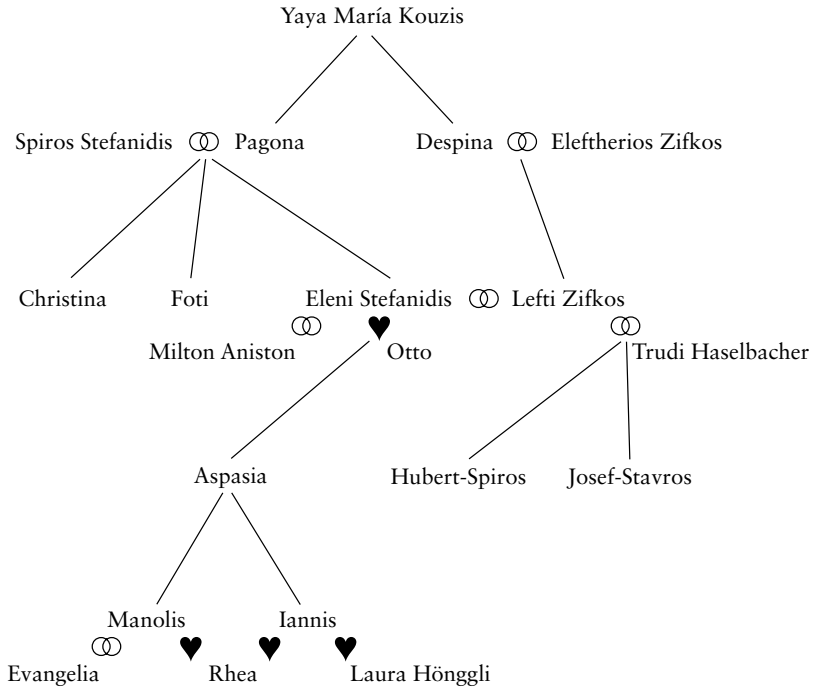 Yaya María Kouzis
Spiros Stefanidis Pagona Despina Eleftherios Zifkos
Christina Foti Eleni Stefanidis Lefti Zifkos
Milton Aniston Otto Trudi Haselbacher
Aspasia Hubert-Spiros Josef-Stavros
Manolis Iannis
Evangelia Rhea Laura Hönggli